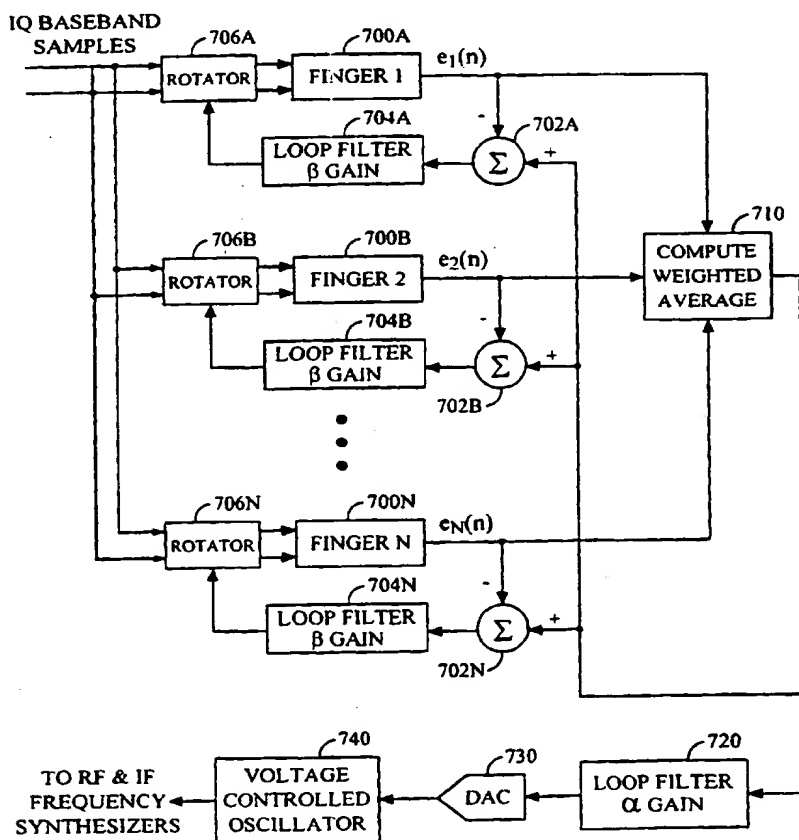 IQ BASEBAND
SAMPLES
706A
700A
ROTATOR
FINGER 1
e1(n)
704A
LOOP FILTER
β GAIN
-
702A
Σ
+
710
COMPUTE
WEIGHTED
AVERAGE
706B
700B
ROTATOR
FINGER 2
e2(n)
704B
LOOP FILTER
β GAIN
-
Σ
+
702B
706N
700N
ROTATOR
FINGER N
eN(n)
704N
LOOP FILTER
β GAIN
-
Σ
+
702N
740
VOLTAGE
CONTROLLED
OSCILLATOR
730
DAC
720
LOOP FILTER
α GAIN
TO RF & IF
FREQUENCY
SYNTHESIZERS